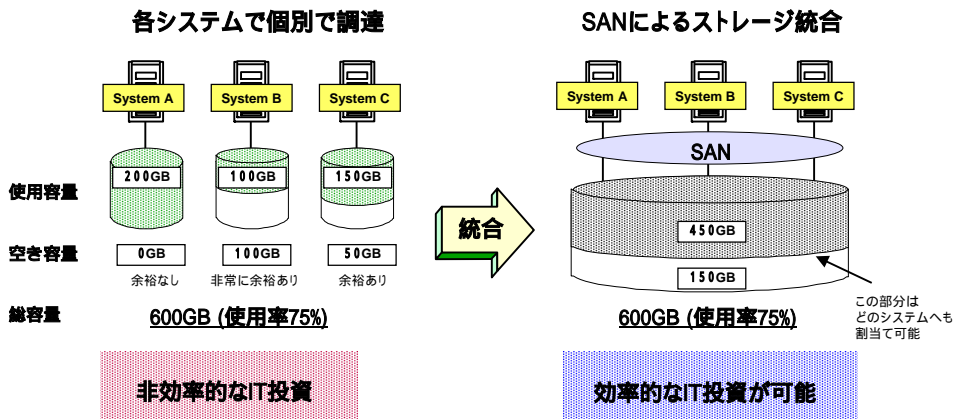 各システムで個別で調達
SANによるストレージ統合
System A
System B
System C
System A
System B
System C
SAN
使用容量
200GB
100GB
150GB
統合
450GB
空き容量
0GB
100GB
50GB
余裕なし
非常に余裕あり
余裕あり
150GB
この部分は
どのシステムへも
割当て可能
総容量
600GB (使用率75%)
600GB (使用率75%)
非効率的なIT投資
効率的なIT投資が可能